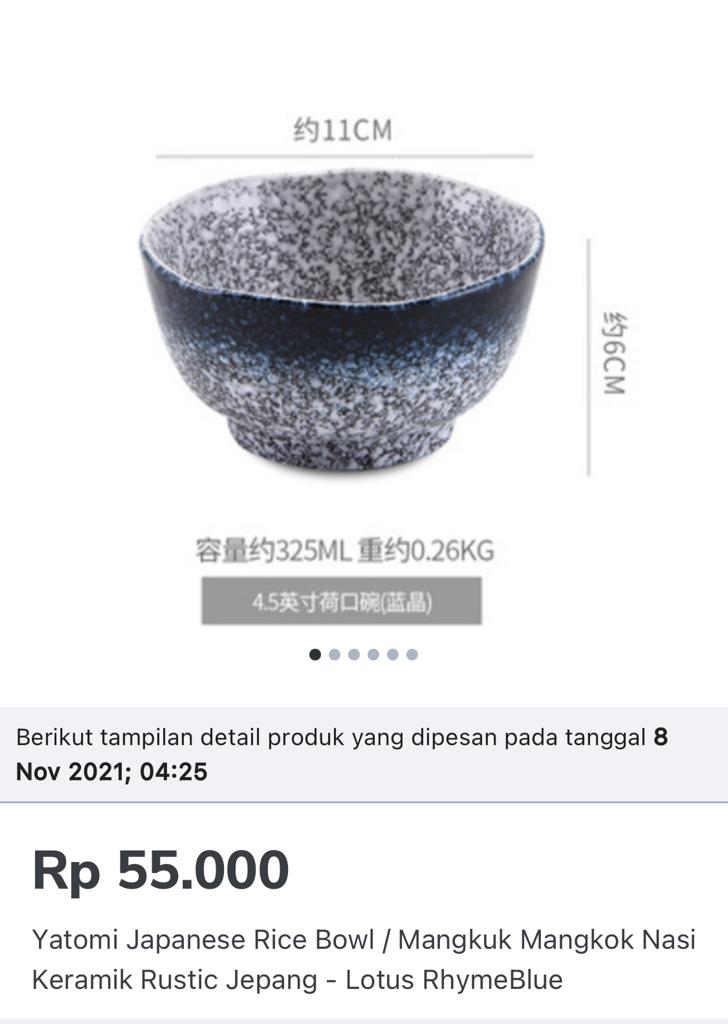 约11CM
约6CM
容量约325ML 重约0.26KG
4.5英寸荷口碗(蓝晶)
Berikut tampilan detail produk yang dipesan pada tanggal 8
Nov 2021; 04:25
Rp 55.000
Yatomi Japanese Rice Bowl / Mangkuk Mangkok Nasi
Keramik Rustic Jepang - Lotus RhymeBlue